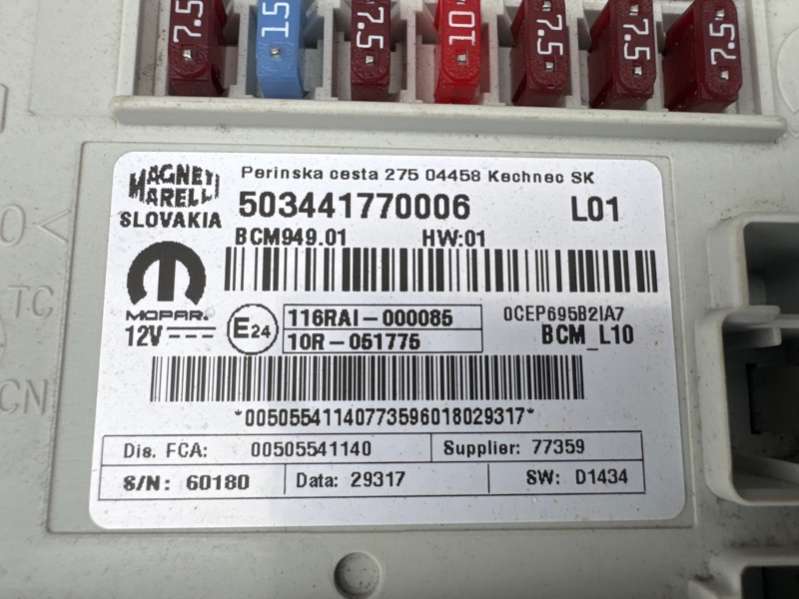 7.5 15 7.5 10 7.5 7.5 7.5
MAGNETI MARELLI
SLOVAKIA
Perinska cesta 275 04458 Kechnec SK
503441770006 L01
BCM949.01 HW:01
MOPAR®
12V
E24
116RAI-000085
10R-051775
0CEP695B2IA7
BCM_L10
*00505541140773596018029317*
Dis. FCA: 00505541140 Supplier: 77359
S/N: 60180 Data: 29317 SW: D1434
TC
CN